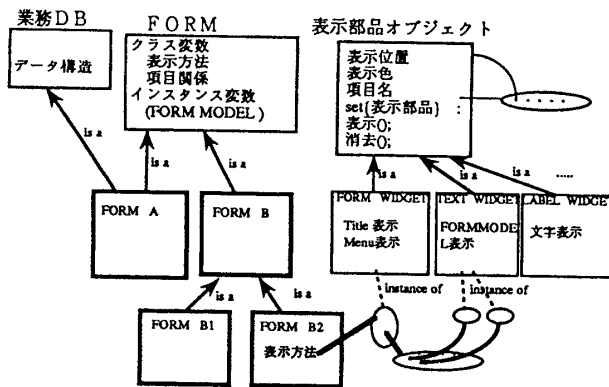 業務DB
データ構造
FORM
クラス変数
表示方法
項目関係
インスタンス変数
(FORM MODEL)
表示部品オブジェクト
表示位置
表示色
項目名
set{表示部品} :
表示();
消去();
. . . .
is a
is a
is a
is a
is a
is a
.....
FORM A
FORM B
FORM WIDGET
Title 表示
Menu表示
TEXT WIDGET
FORMMODE
L表示
LABEL WIDGE
文字表示
is a
is a
instance of
instance of
FORM B1
FORM B2
表示方法